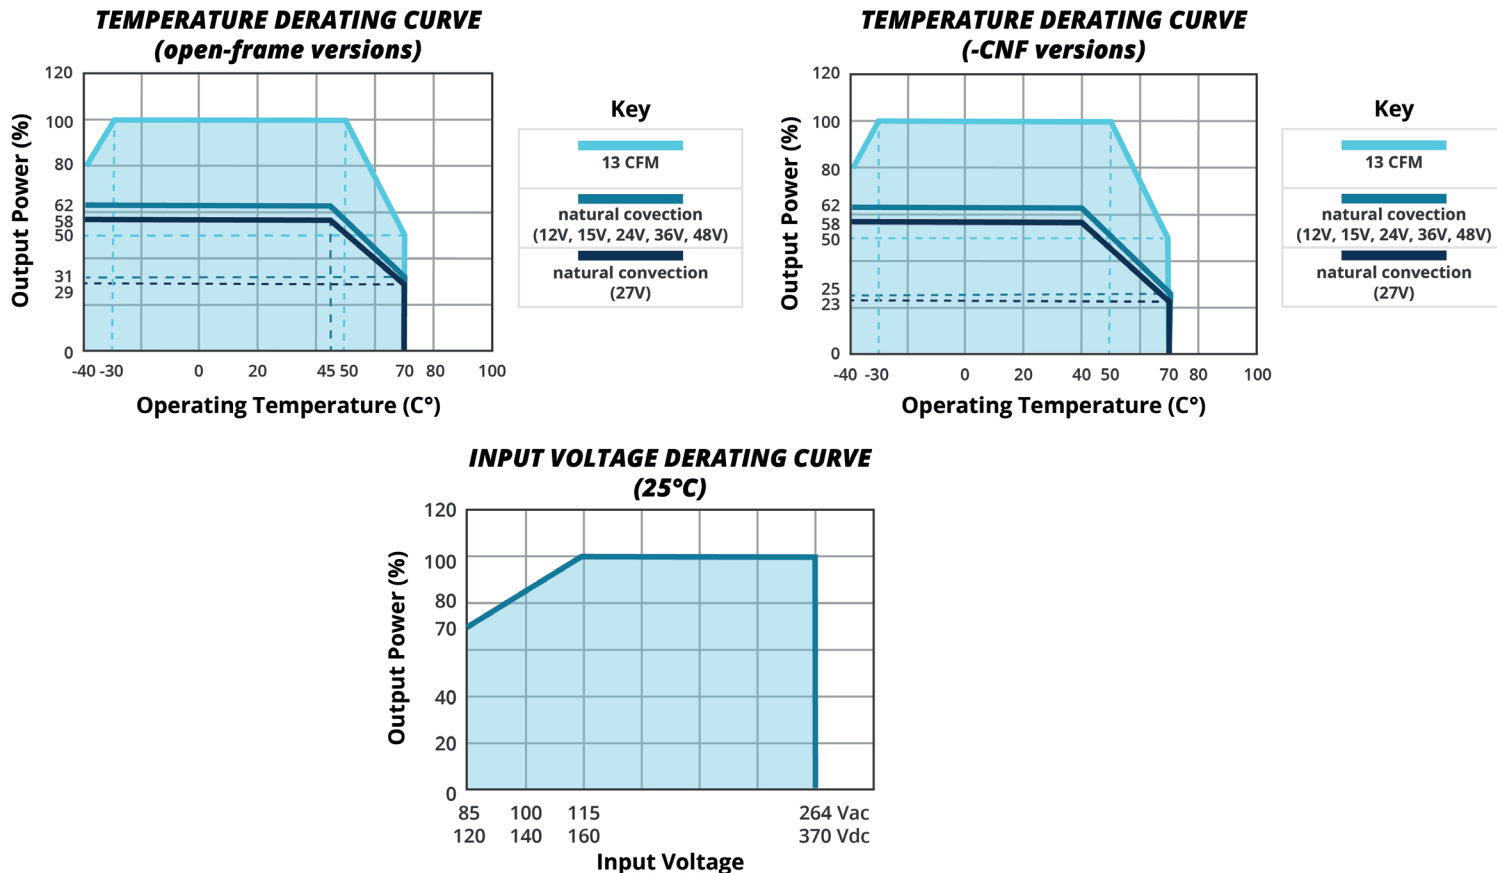 TEMPERATURE DERATING CURVE
(open-frame versions)
Output Power (%)
120
100
80
62
58
50
31
29
0
-40
-30
0
20
45
50
70
80
100
Operating Temperature (C°)
Key
13 CFM
natural covection
(12V, 15V, 24V, 36V, 48V)
natural convection
(27V)
TEMPERATURE DERATING CURVE
(-CNF versions)
Output Power (%)
120
100
80
62
58
50
25
23
0
-40
-30
0
20
40
50
70
80
100
Operating Temperature (C°)
Key
13 CFM
natural covection
(12V, 15V, 24V, 36V, 48V)
natural convection
(27V)
INPUT VOLTAGE DERATING CURVE
(25°C)
Output Power (%)
120
100
80
70
40
20
0
85 100 115 264 Vac
120 140 160 370 Vdc
Input Voltage